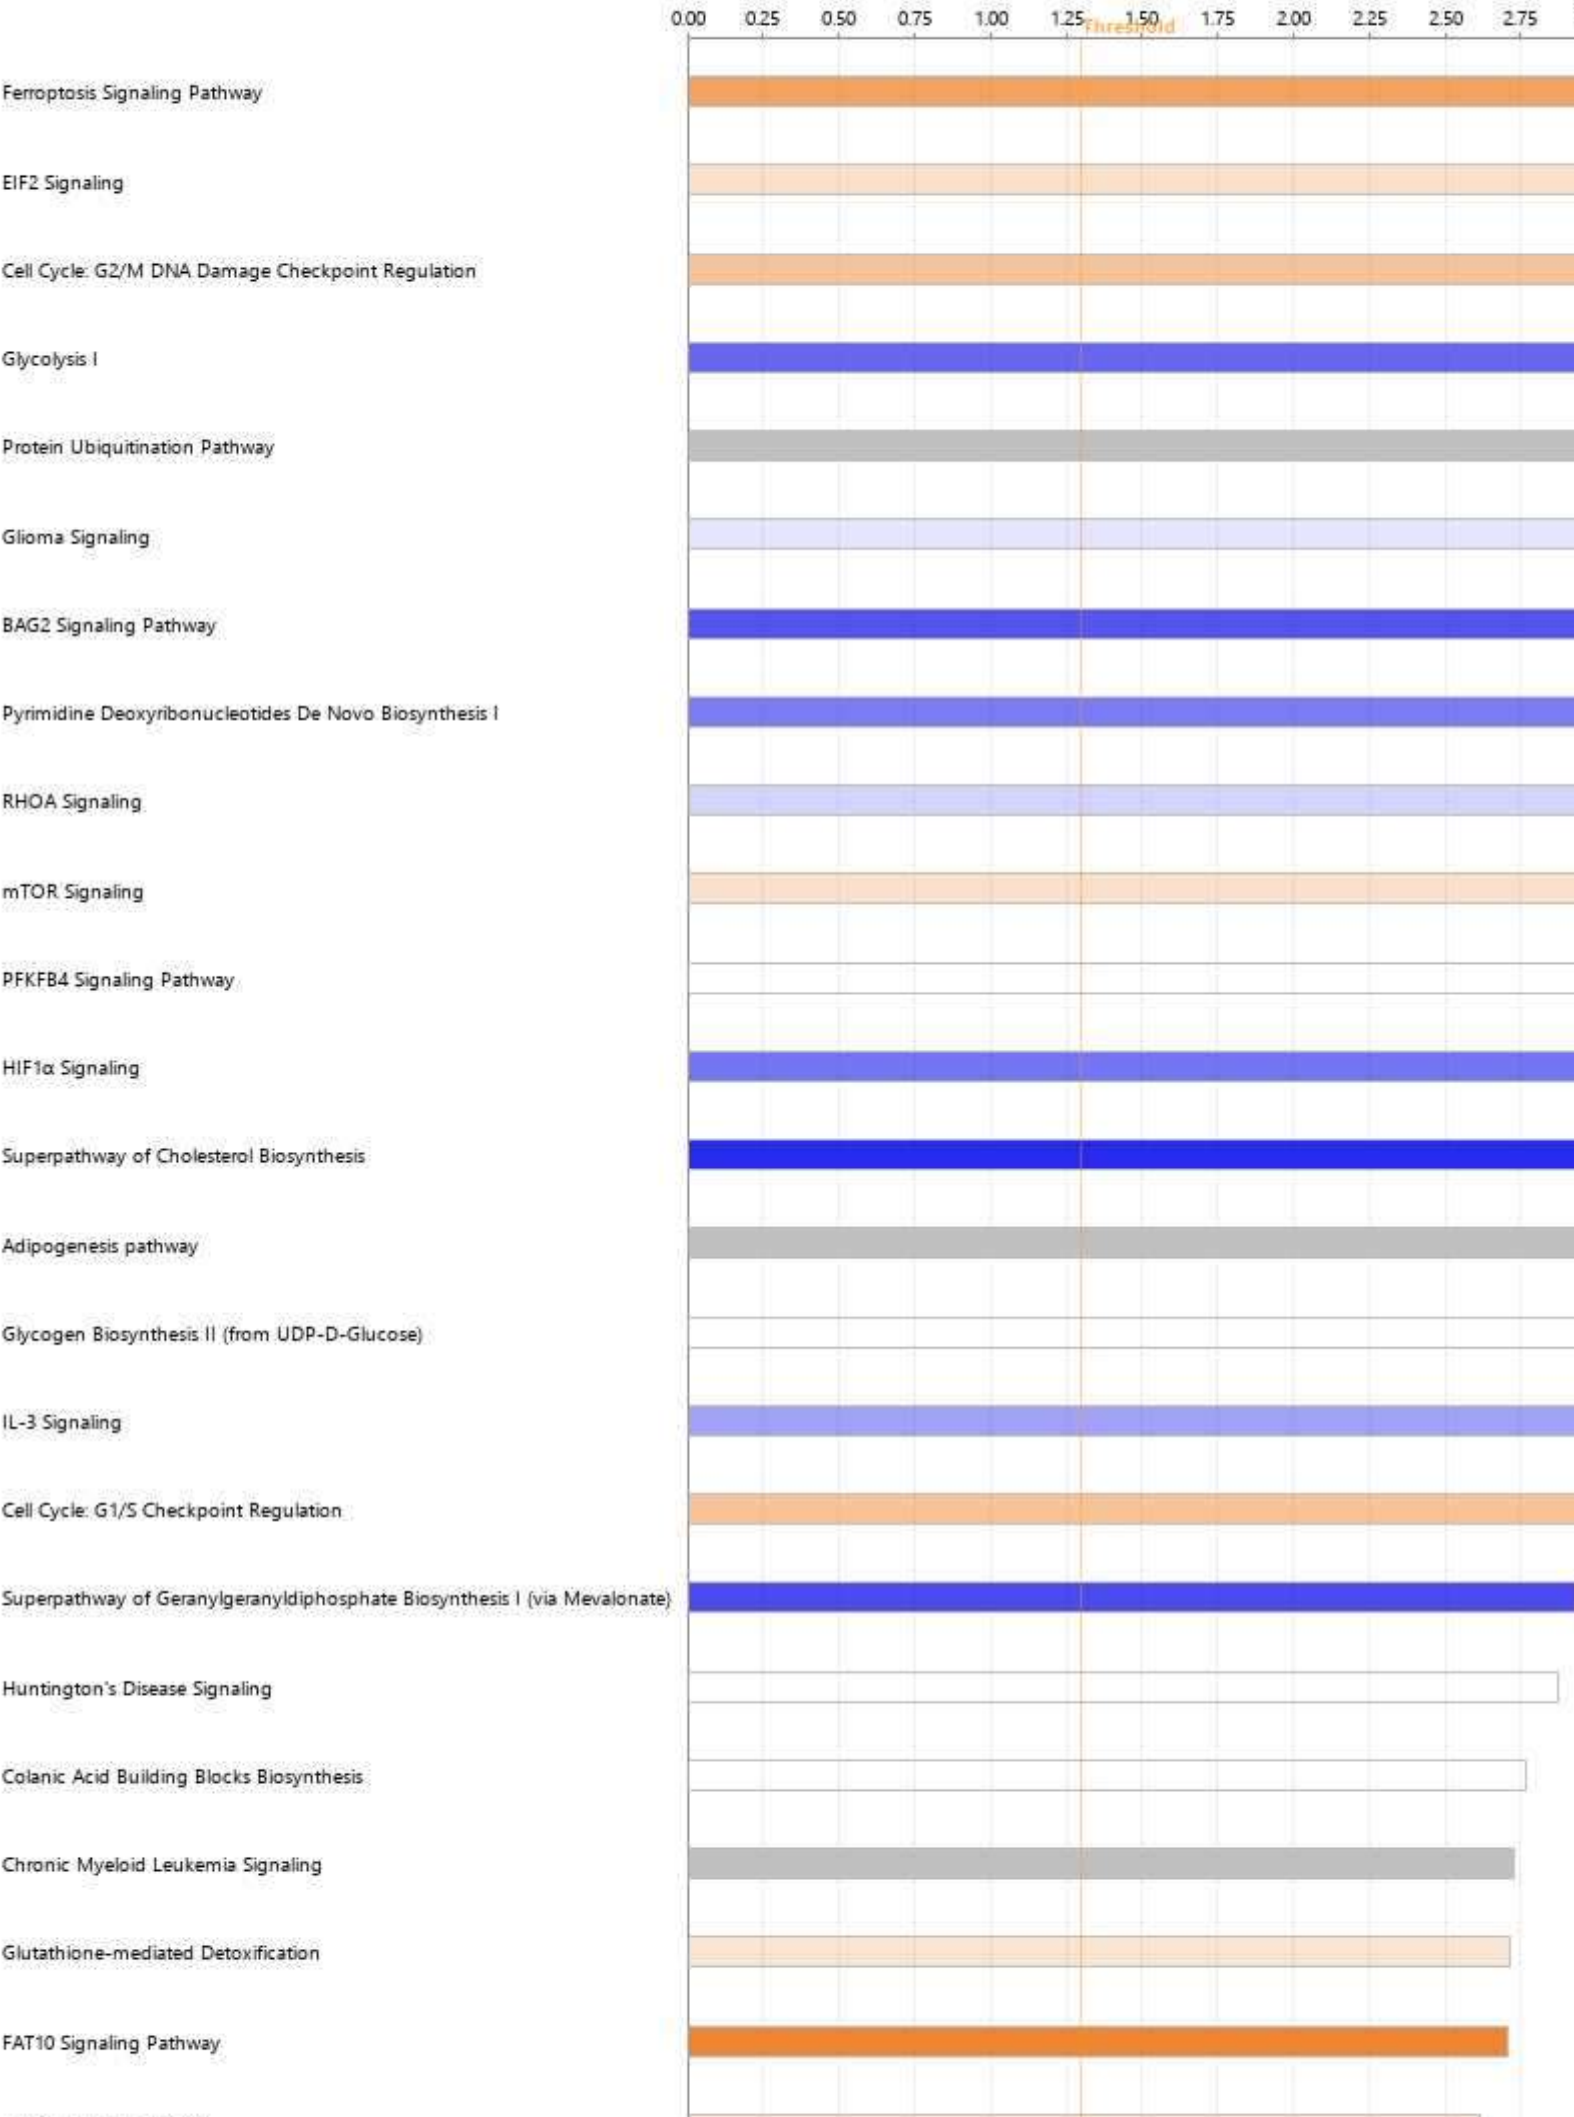 0.00 0.25 0.50 0.75 1.00 1.25 1.50 1.75 2.00 2.25 2.50 2.75
Threshold
Ferroptosis Signaling Pathway
EIF2 Signaling
Cell Cycle: G2/M DNA Damage Checkpoint Regulation
Glycolysis I
Protein Ubiquitination Pathway
Glioma Signaling
BAG2 Signaling Pathway
Pyrimidine Deoxyribonucleotides De Novo Biosynthesis I
RHOA Signaling
mTOR Signaling
PFKFB4 Signaling Pathway
HIF1α Signaling
Superpathway of Cholesterol Biosynthesis
Adipogenesis pathway
Glycogen Biosynthesis II (from UDP-D-Glucose)
IL-3 Signaling
Cell Cycle: G1/S Checkpoint Regulation
Superpathway of Geranylgeranyldiphosphate Biosynthesis I (via Mevalonate)
Huntington's Disease Signaling
Colanic Acid Building Blocks Biosynthesis
Chronic Myeloid Leukemia Signaling
Glutathione-mediated Detoxification
FAT10 Signaling Pathway